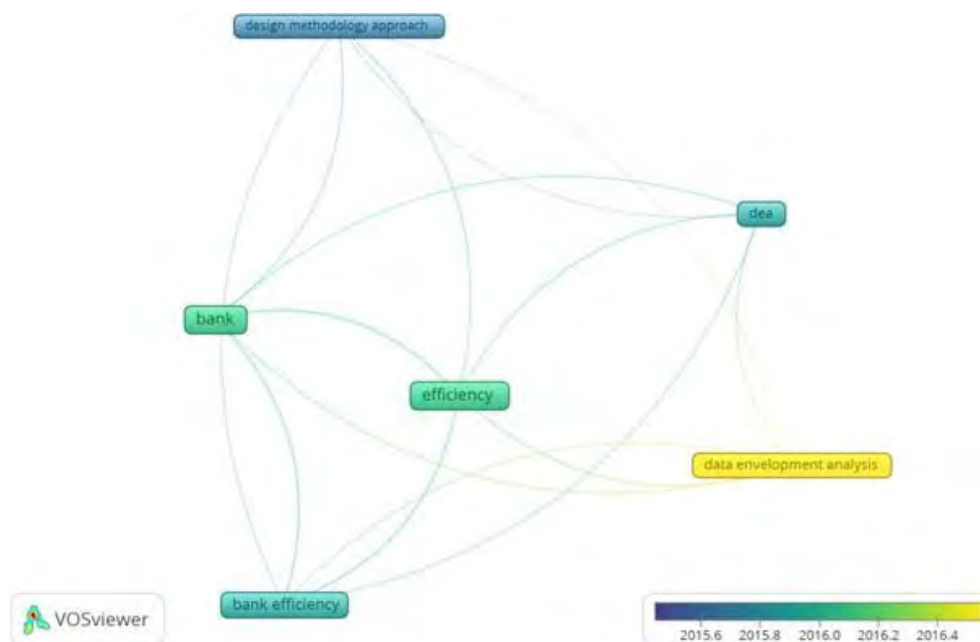 design methodology approach
dea
bank
efficiency
data envelopment analysis
bank efficiency
VOSviewer
2015.6 2015.8 2016.0 2016.2 2016.4